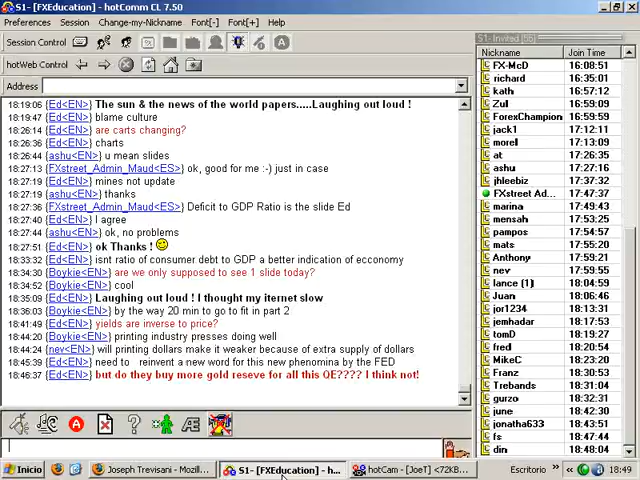 S1- [FXEducation] - hotComm CL 7.50
Preferences Session Change-my-Nickname Font[-] Font[+] Help
Session Control
hotWeb Control
Address
18:19:06 {Ed<EN>} The sun & the news of the world papers.....Laughing out loud !
18:19:47 {Ed<EN>} blame culture
18:26:14 {Ed<EN>} are carts changing?
18:26:36 {Ed<EN>} charts
18:26:44 {ashu<EN>} u mean slides
18:27:13 {FXstreet_Admin_Maud<ES>} ok, good for me :-) just in case
18:27:19 {Ed<EN>} mines not update
18:27:19 {ashu<EN>} thanks
18:27:36 {FXstreet_Admin_Maud<ES>} Deficit to GDP Ratio is the slide Ed
18:27:40 {Ed<EN>} I agree
18:27:44 {ashu<EN>} ok, no problems
18:27:51 {Ed<EN>} ok Thanks !
18:33:32 {Ed<EN>} isnt ratio of consumer debt to GDP a better indication of ecconomy
18:34:30 {Boykie<EN>} are we only supposed to see 1 slide today?
18:34:52 {Boykie<EN>} cool
18:35:09 {Ed<EN>} Laughing out loud ! I thought my iternet slow
18:36:03 {Boykie<EN>} by the way 20 min to go to fit in part 2
18:41:49 {Ed<EN>} yields are inverse to price?
18:44:20 {Boykie<EN>} printing industry presses doing well
18:44:24 {nev<EN>} will printing dollars make it weaker because of extra supply of dollars
18:45:39 {Ed<EN>} need to reinvent a new word for this new phenomina by the FED
18:46:37 {Ed<EN>} but do they buy more gold reseve for all this QE???? I think not!
S1- Invited
Nickname Join Time
FX-McD 16:08:51
richard 16:35:01
kath 16:57:12
Zul 16:59:09
ForexChampion 16:59:59
jack1 17:12:11
morel 17:13:09
at 17:26:35
ashu 17:27:11
jhleebiz 17:37:32
FXstreet Ad... 17:47:37
marina 17:49:43
mensah 17:53:25
pampos 17:54:57
mats 17:55:46
Anthony 17:59:21
nev 17:59:55
lance (1) 18:04:59
Juan 18:06:46
jor1234 18:13:31
jemhadar 18:17:53
tomD 18:19:27
fred 18:20:54
MikeC 18:23:20
Franz 18:23:50
Trebands 18:31:04
gurzo 18:32:31
june 18:42:00
jonatha633 18:43:01
fs 18:47:44
Ed 18:48:51
Inicio
Joseph Trevisani - Mozill...
S1- [FXEducation] - h...
hotCam - [JoeT] <72KB...
Escritorio
»
18:49